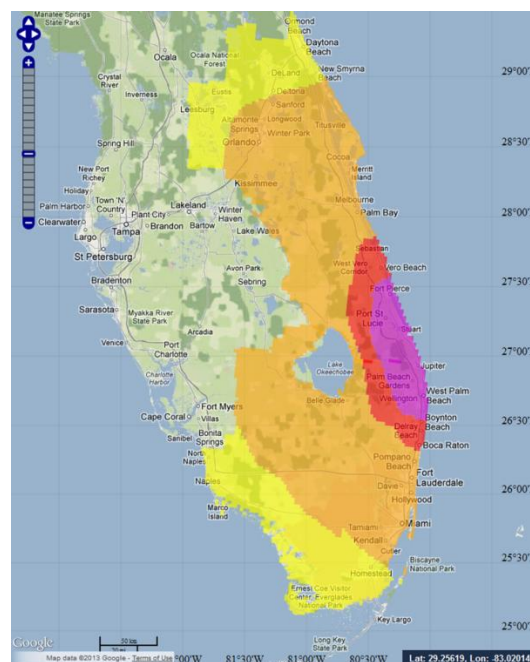 Manatee Springs
State Park
Ormond
Beach
Daytona
Beach
Ocala
Ocala National
Forest
New Smyrna
Beach
29°00'
Crystal
River
Inverness
DeLand
Deltona
Eustis
Sanford
Leesburg
Altamonte
Springs
Longwood
Winter Park
Titusville
Orlando
28°30'
Spring Hill
Cocoa
Merritt
Island
New Port
Richey
Kissimmee
Holiday
Palm Harbor
Town 'N'
Country
Plant City
Lakeland
Winter
Haven
Melbourne
Palm Bay
28°00'
Clearwater
Tampa
Brandon
Bartow
Lake Wales
Largo
St Petersburg
Sebastian
West Vero
Corridor
Vero Beach
Avon Park
Bradenton
Sebring
Fort Pierce
27°30'
Sarasota
Myakka River
State Park
Port St
Lucie
Stuart
Arcadia
Venice
Port
Charlotte
Lake
Okeechobee
Jupiter
27°00'
Charlotte
Harbor
Palm Beach
Gardens
West Palm
Beach
Cape Coral
Fort Myers
Villas
Belle Glade
Wellington
Boynton
Beach
Sanibel
Bonita
Springs
Delray
Beach
26°30'
Boca Raton
North
Naples
Naples
Pompano
Beach
Fort
Lauderdale
Marco
Island
Davie
26°00'
Hollywood
Tamiami
Miami
Kendall
Cutler
25°30'
Biscayne
National Park
Homestead
Ernest
Coe Visitor
Center
Everglades
National Park
Key Largo
25°00'
Long Key
State Park
Google
50 km
Map data ©2013 Google - Terms of Use
00'W
81°30'W
81°00'W
80°30'W
80°00'W
Lat: 29.25619, Lon: -83.02014